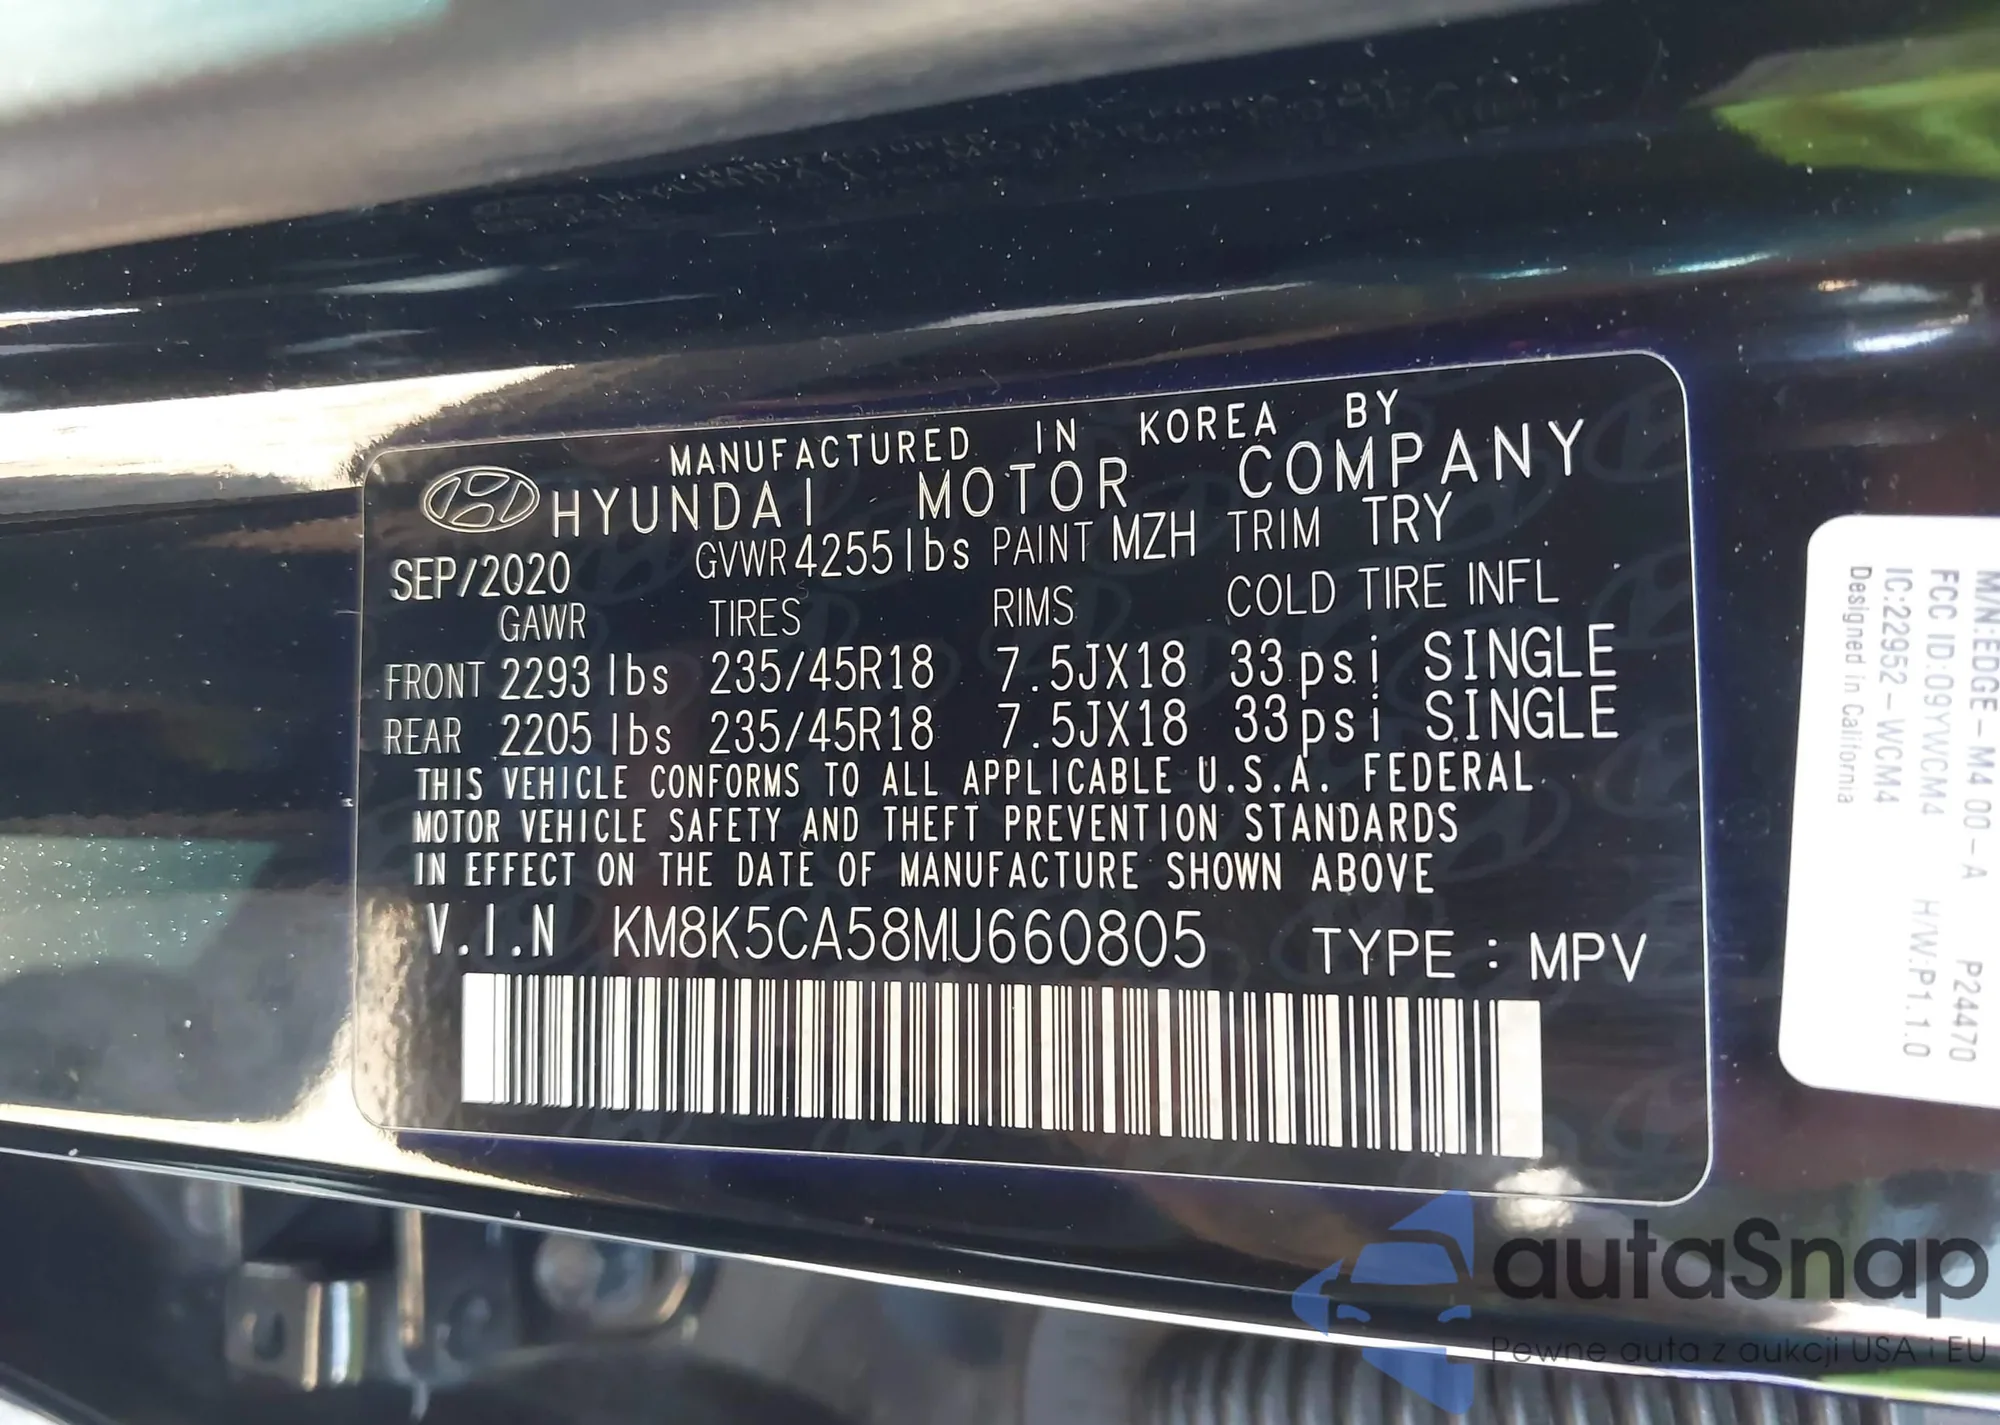 MANUFACTURED IN KOREA BY
HYUNDAI MOTOR COMPANY
SEP/2020 GVWR 4255 lbs PAINT MZH TRIM TRY
GAWR TIRES RIMS COLD TIRE INFL
FRONT 2293 lbs 235/45R18 7.5JX18 33psi SINGLE
REAR 2205 lbs 235/45R18 7.5JX18 33psi SINGLE
THIS VEHICLE CONFORMS TO ALL APPLICABLE U.S.A. FEDERAL
MOTOR VEHICLE SAFETY AND THEFT PREVENTION STANDARDS
IN EFFECT ON THE DATE OF MANUFACTURE SHOWN ABOVE
V.I.N KM8K5CA58MU660805 TYPE : MPV
M/N:EDGE-M4 00-A P24470
FCC ID:O9YWCM4 H/W:P1.1.0
IC:22952-WCM4
Designed in California
autaSnap
Pewne auta z aukcji USA i EU